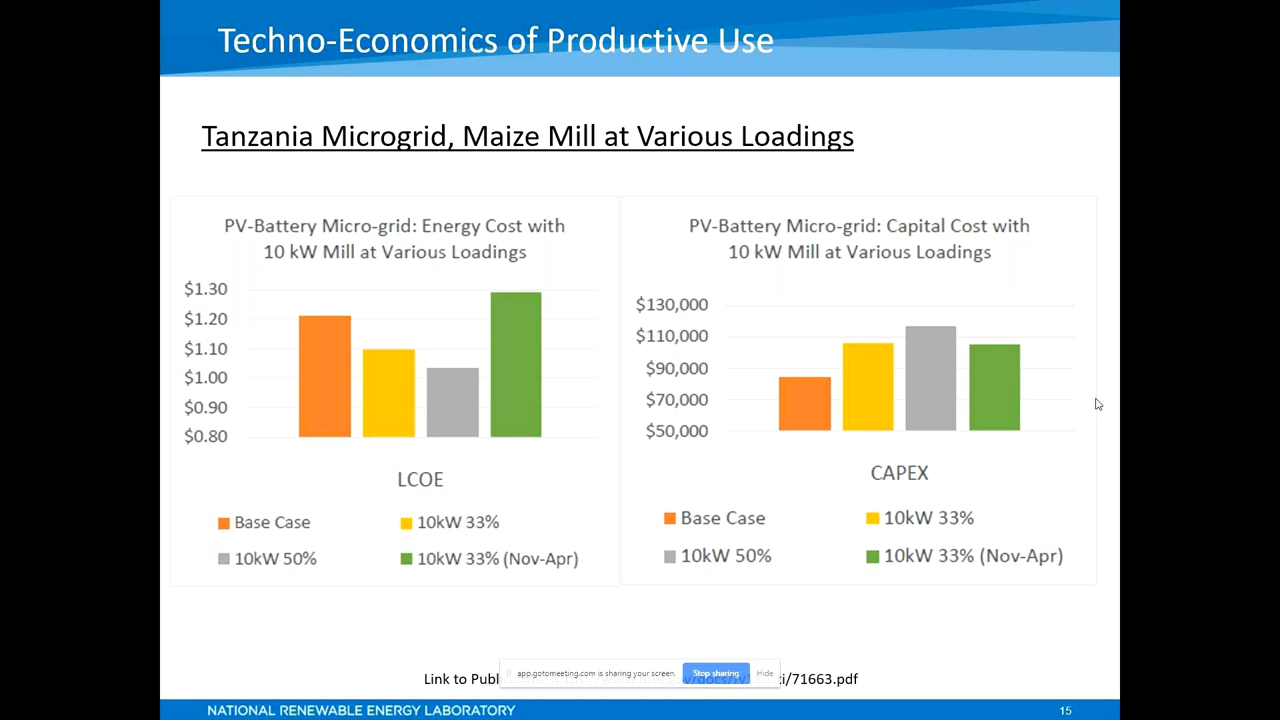 Techno-Economics of Productive Use
Tanzania Microgrid, Maize Mill at Various Loadings
PV-Battery Micro-grid: Energy Cost with
10 kW Mill at Various Loadings
$1.30
$1.20
$1.10
$1.00
$0.90
$0.80
LCOE
Base Case
10kW 33%
10kW 50%
10kW 33% (Nov-Apr)
PV-Battery Micro-grid: Capital Cost with
10 kW Mill at Various Loadings
$130,000
$110,000
$90,000
$70,000
$50,000
CAPEX
Base Case
10kW 33%
10kW 50%
10kW 33% (Nov-Apr)
app.gotomeeting.com is sharing your screen. Stop sharing Hide
Link to /71663.pdf
NATIONAL RENEWABLE ENERGY LABORATORY
15